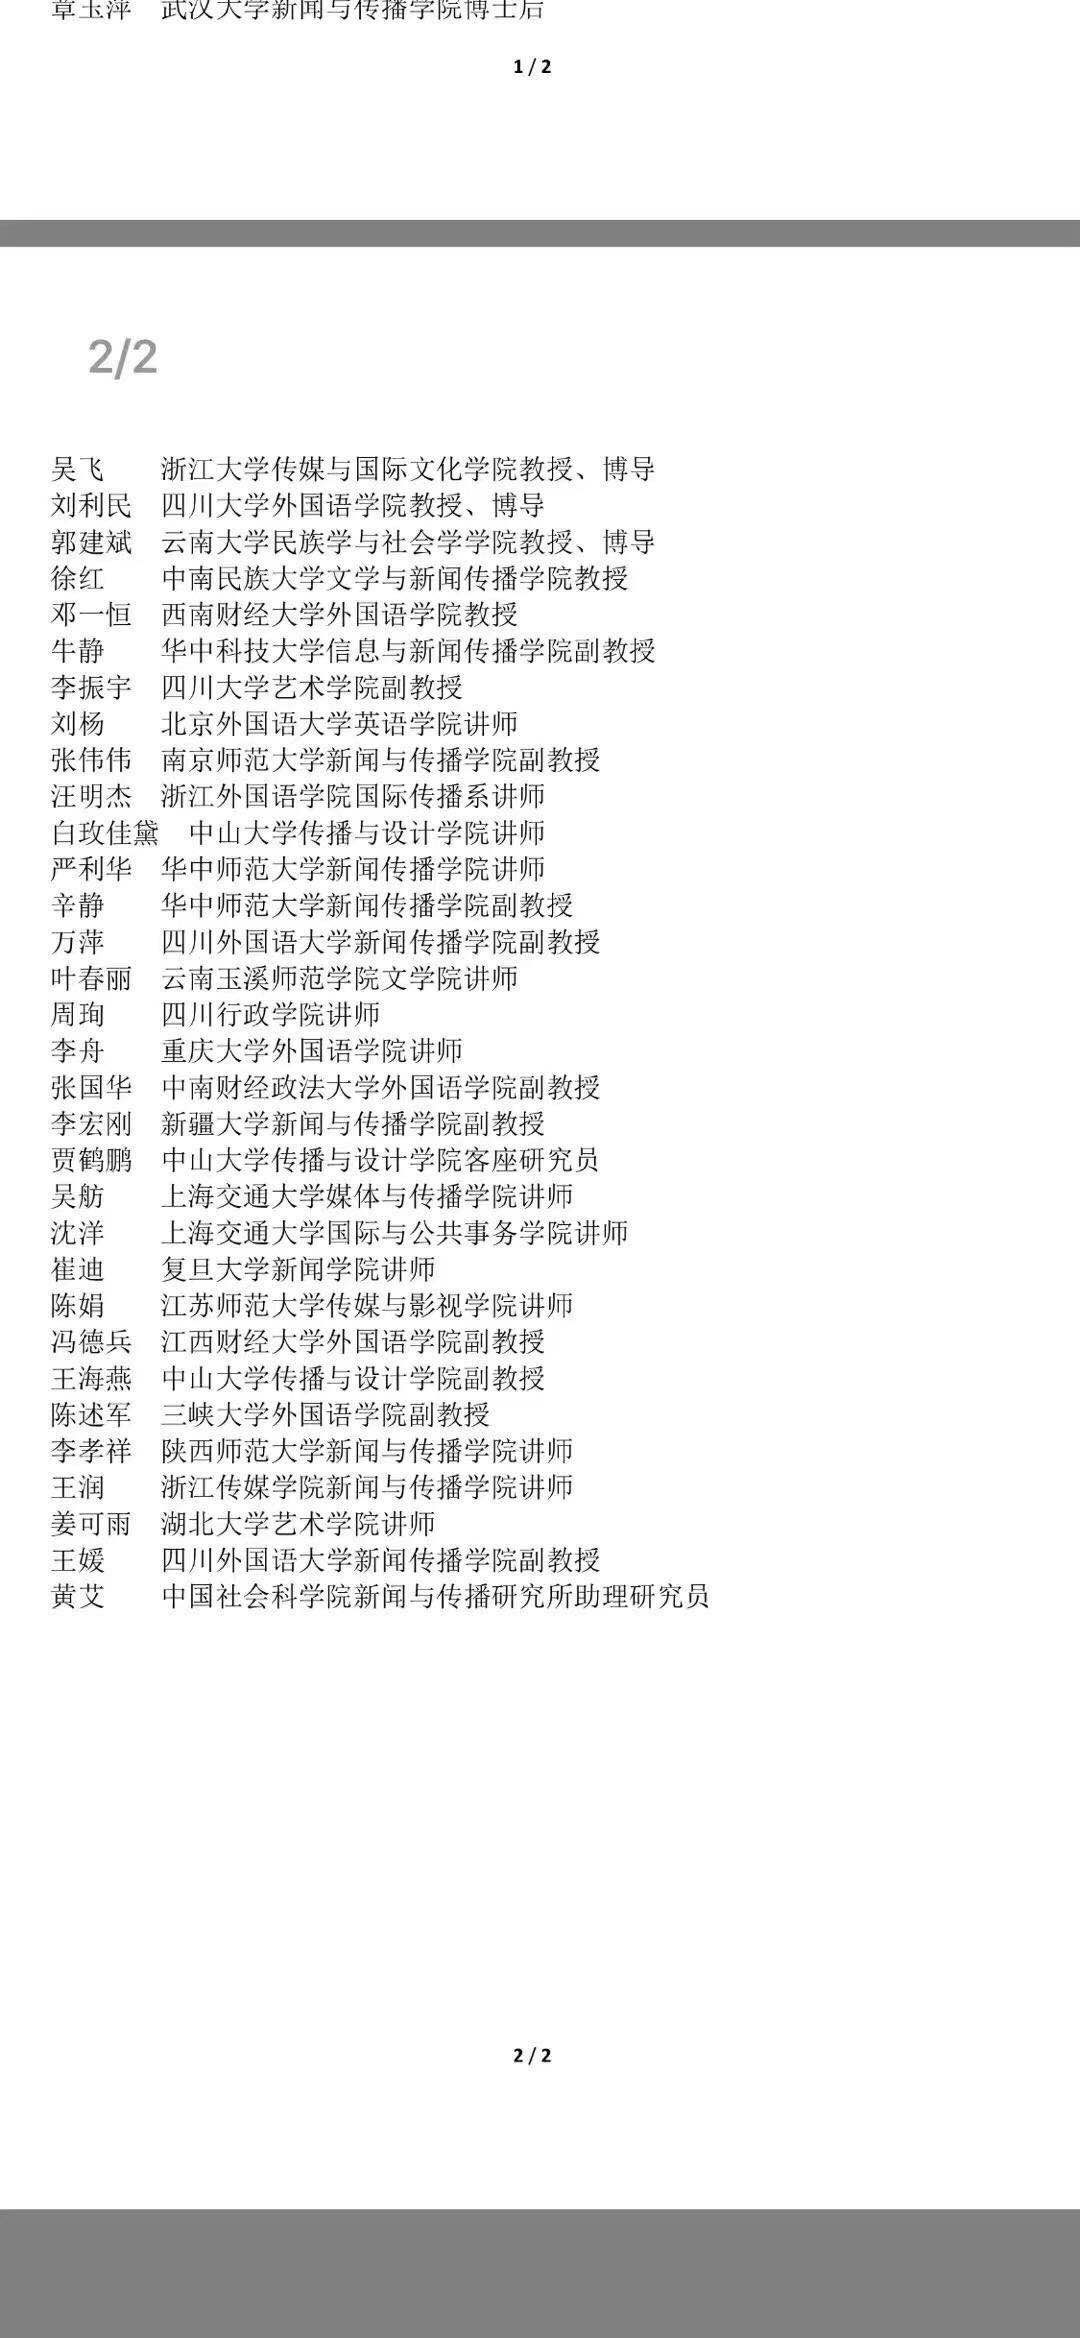 章玉萍 武汉大学新闻与传播学院博士后
1 / 2
2/2
吴飞 浙江大学传媒与国际文化学院教授、博导
刘利民 四川大学外国语学院教授、博导
郭建斌 云南大学民族学与社会学学院教授、博导
徐红 中南民族大学文学与新闻传播学院教授
邓一恒 西南财经大学外国语学院教授
牛静 华中科技大学信息与新闻传播学院副教授
李振宇 四川大学艺术学院副教授
刘杨 北京外国语大学英语学院讲师
张伟伟 南京师范大学新闻与传播学院副教授
汪明杰 浙江外国语学院国际传播系讲师
白玫佳黛 中山大学传播与设计学院讲师
严利华 华中师范大学新闻传播学院讲师
辛静 华中师范大学新闻传播学院副教授
万萍 四川外国语大学新闻传播学院副教授
叶春丽 云南玉溪师范学院文学院讲师
周珣 四川行政学院讲师
李舟 重庆大学外国语学院讲师
张国华 中南财经政法大学外国语学院副教授
李宏刚 新疆大学新闻与传播学院副教授
贾鹤鹏 中山大学传播与设计学院客座研究员
吴舫 上海交通大学媒体与传播学院讲师
沈洋 上海交通大学国际与公共事务学院讲师
崔迪 复旦大学新闻学院讲师
陈娟 江苏师范大学传媒与影视学院讲师
冯德兵 江西财经大学外国语学院副教授
王海燕 中山大学传播与设计学院副教授
陈述军 三峡大学外国语学院副教授
李孝祥 陕西师范大学新闻与传播学院讲师
王润 浙江传媒学院新闻与传播学院讲师
姜可雨 湖北大学艺术学院讲师
王媛 四川外国语大学新闻传播学院副教授
黄艾 中国社会科学院新闻与传播研究所助理研究员
2 / 2